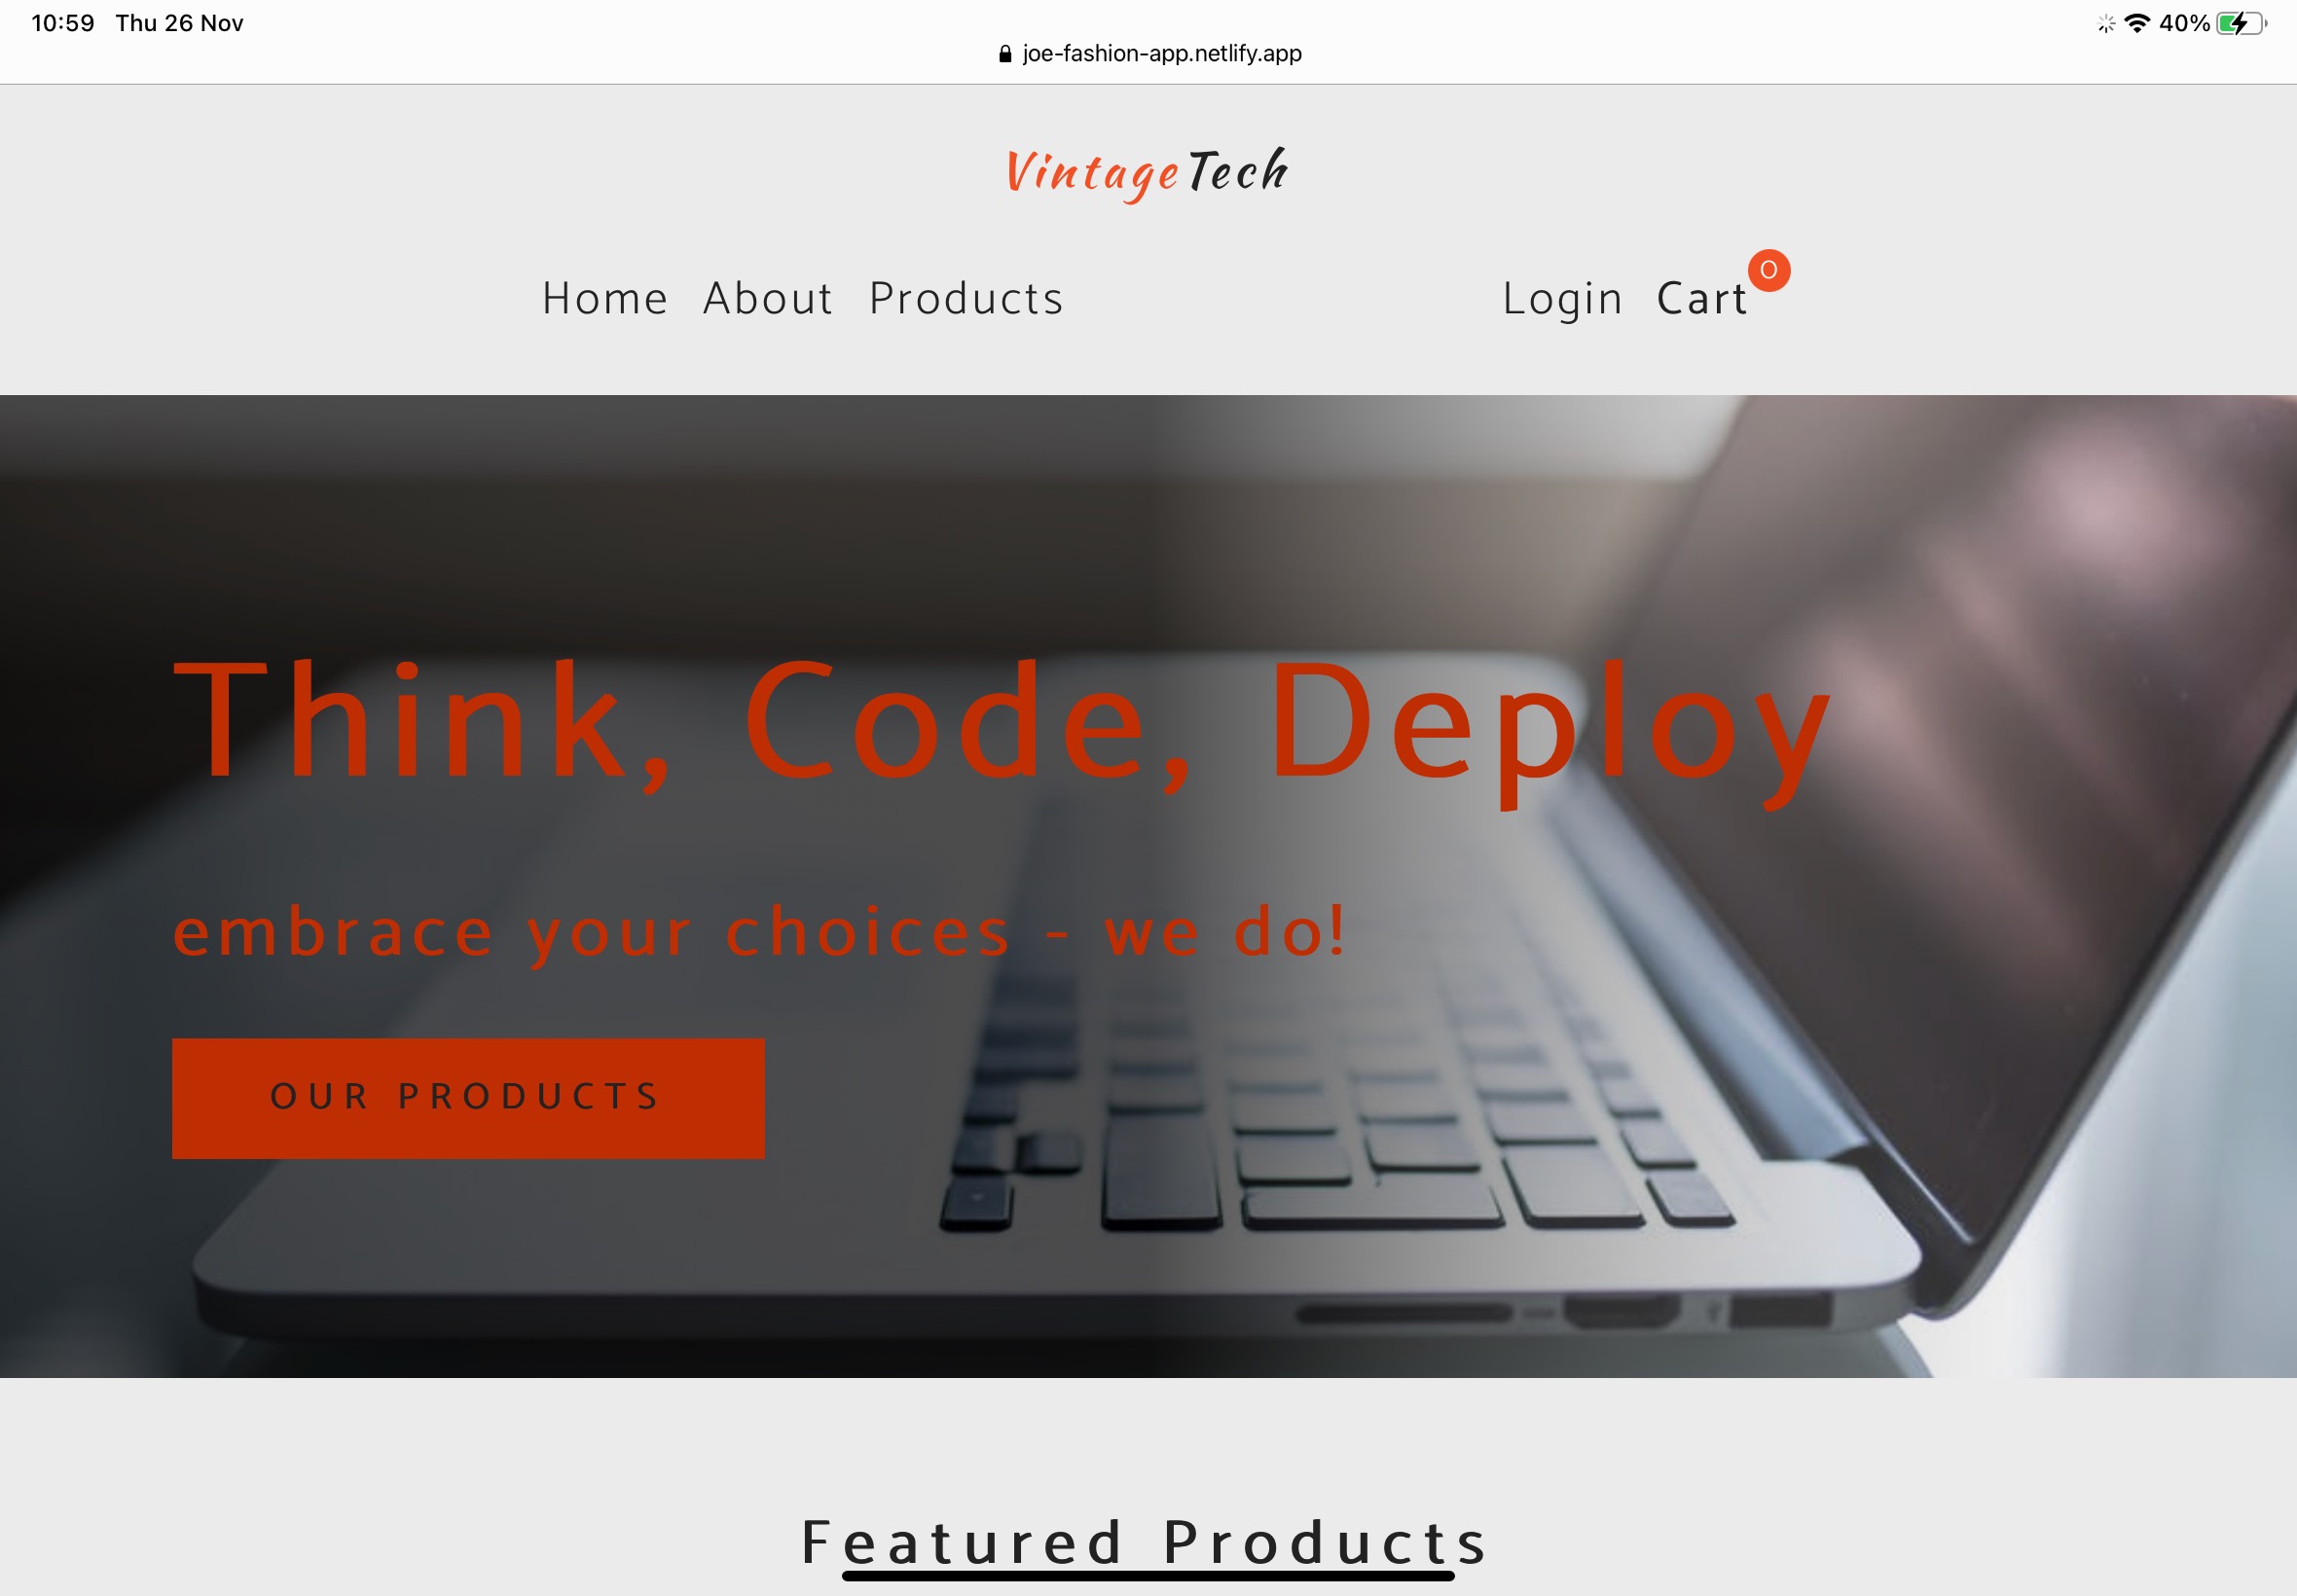 10:59 Thu 26 Nov 40%
joe-fashion-app.netlify.app
VintageTech
Home About Products Login Cart 0
Think, Code, Deploy
embrace your choices - we do!
OUR PRODUCTS
Featured Products